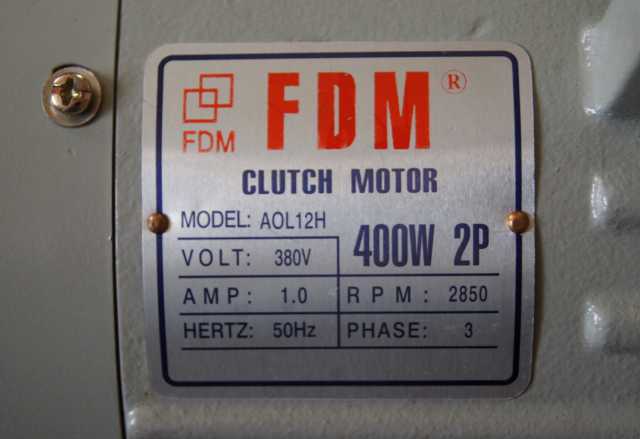 FDM FDM®
CLUTCH MOTOR
MODEL: AOL12H
400W 2P
VOLT: 380V
AMP: 1.0 RPM: 2850
HERTZ: 50Hz PHASE: 3